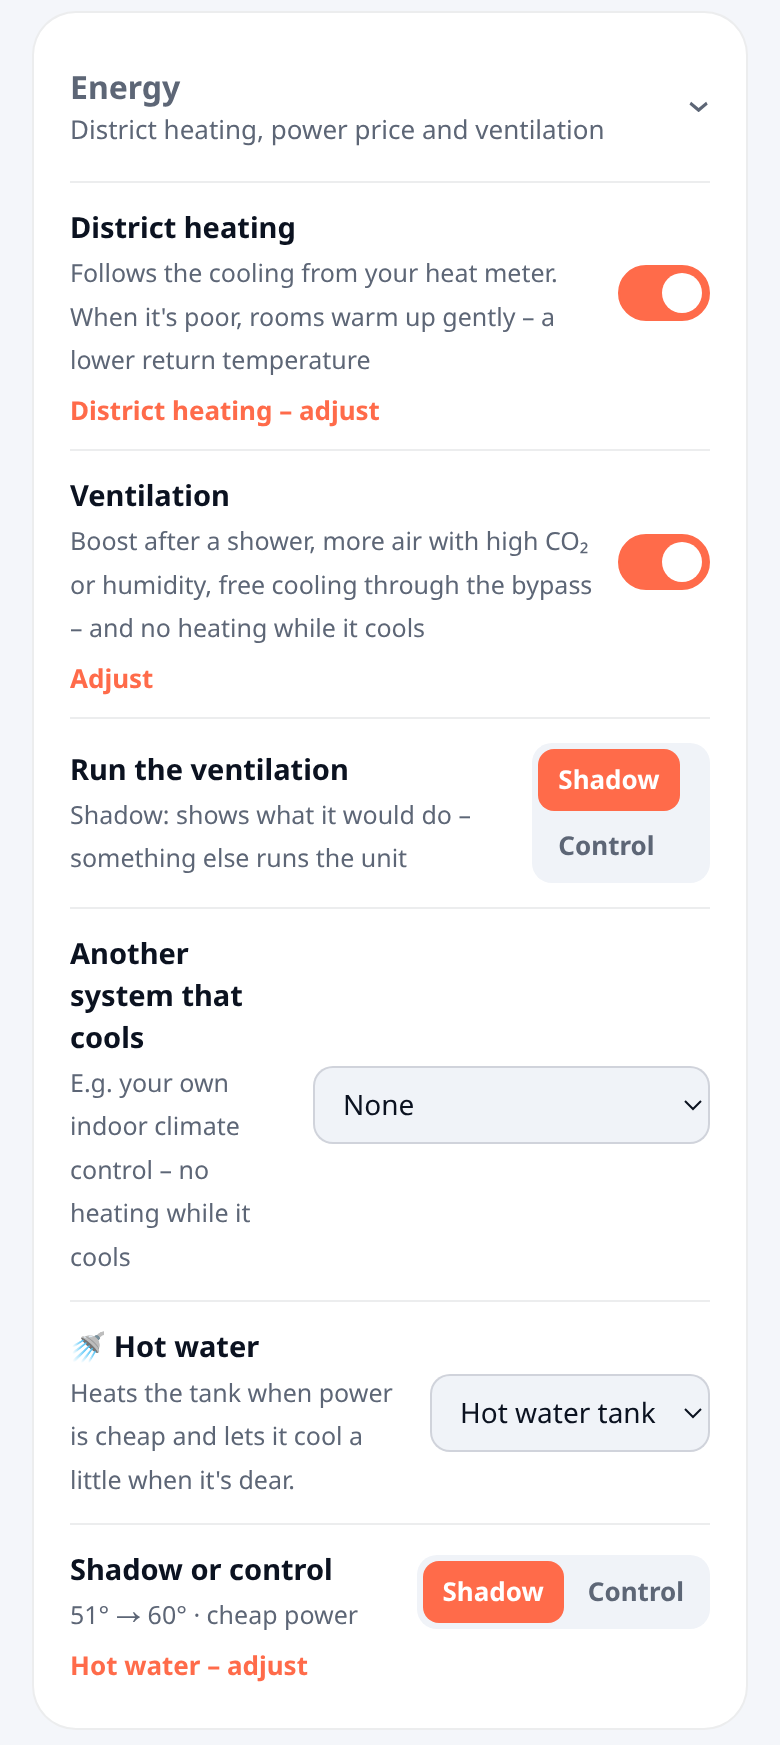 Energy
District heating, power price and ventilation
District heating
Follows the cooling from your heat meter.
When it's poor, rooms warm up gently – a
lower return temperature
District heating – adjust
Ventilation
Boost after a shower, more air with high CO₂
or humidity, free cooling through the bypass
– and no heating while it cools
Adjust
Run the ventilation
Shadow: shows what it would do –
something else runs the unit
Shadow
Control
Another
system that
cools
E.g. your own
indoor climate
control – no
heating while it
cools
None
Hot water
Heats the tank when power
is cheap and lets it cool a
little when it's dear.
Hot water tank
Shadow or control
51° → 60° · cheap power
Shadow Control
Hot water – adjust